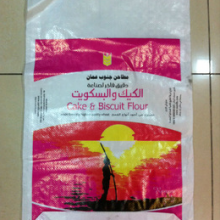 مطاحن جنوب عمان
دقيق فاخر لصناعة
الكيك والبسكويت
Cake & Biscuit Flour